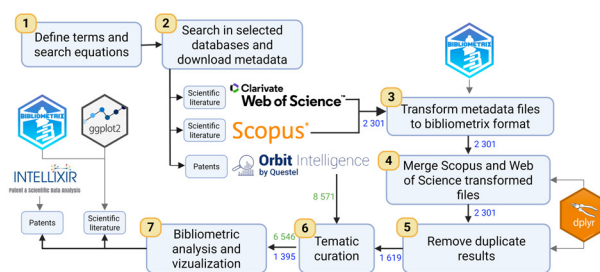 1
Define terms and
search equations
2
Search in selected
databases and
download metadata
BIBLIOMETRIX
Scientific
literature
Clarivate
Web of Science™
Scientific
literature
Scopus®
2 301
3
Transform metadata files
to bibliometrix format
2 301
Patents
Orbit Intelligence
by Questel
4
Merge Scopus and Web
of Science transformed
files
2 301
dplyr
5
Remove duplicate
results
1 619
8 571
6
Tematic
curation
6 546
1 395
7
Bibliometric
analysis and
vizualization
BIBLIOMETRIX
ggplot2
INTELLIXIR
Patent & Scientific Data Analysis
Patents
Scientific
literature